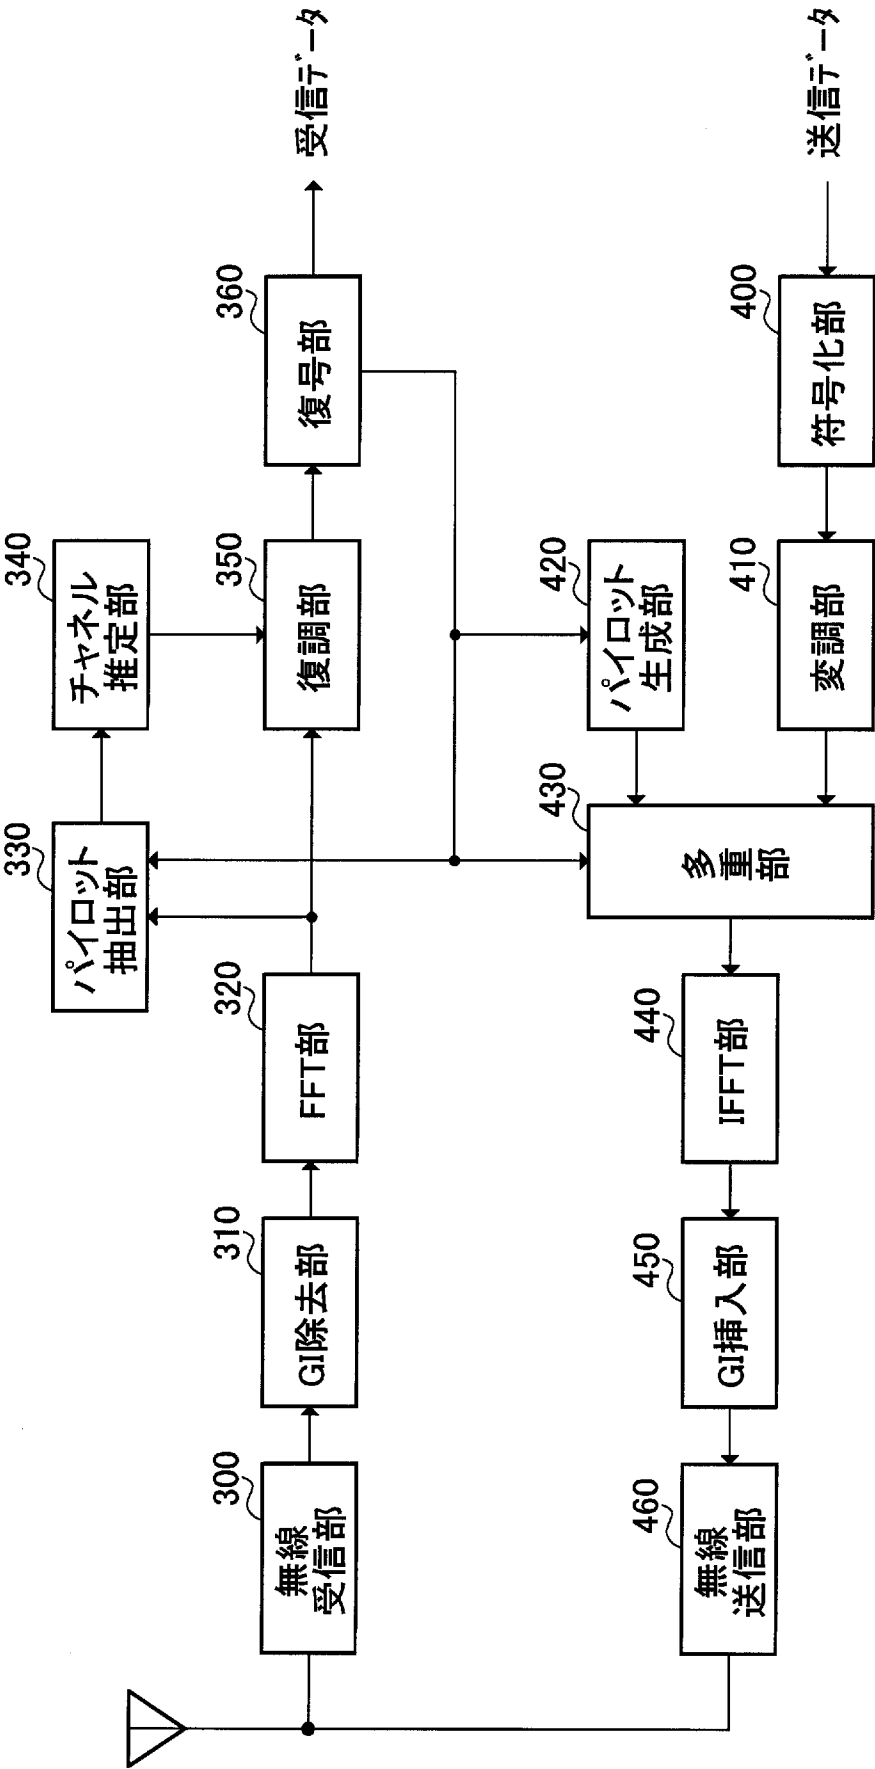 340
チャネル
推定部
330
パイロット
抽出部
300
無線
受信部
310
GI除去部
320
FFT部
350
復調部
360
復号部
受信データ
420
パイロット
生成部
430
多重
部
460
無線
送信部
450
GI挿入部
440
IFFT部
410
変調部
400
符号化部
送信データ